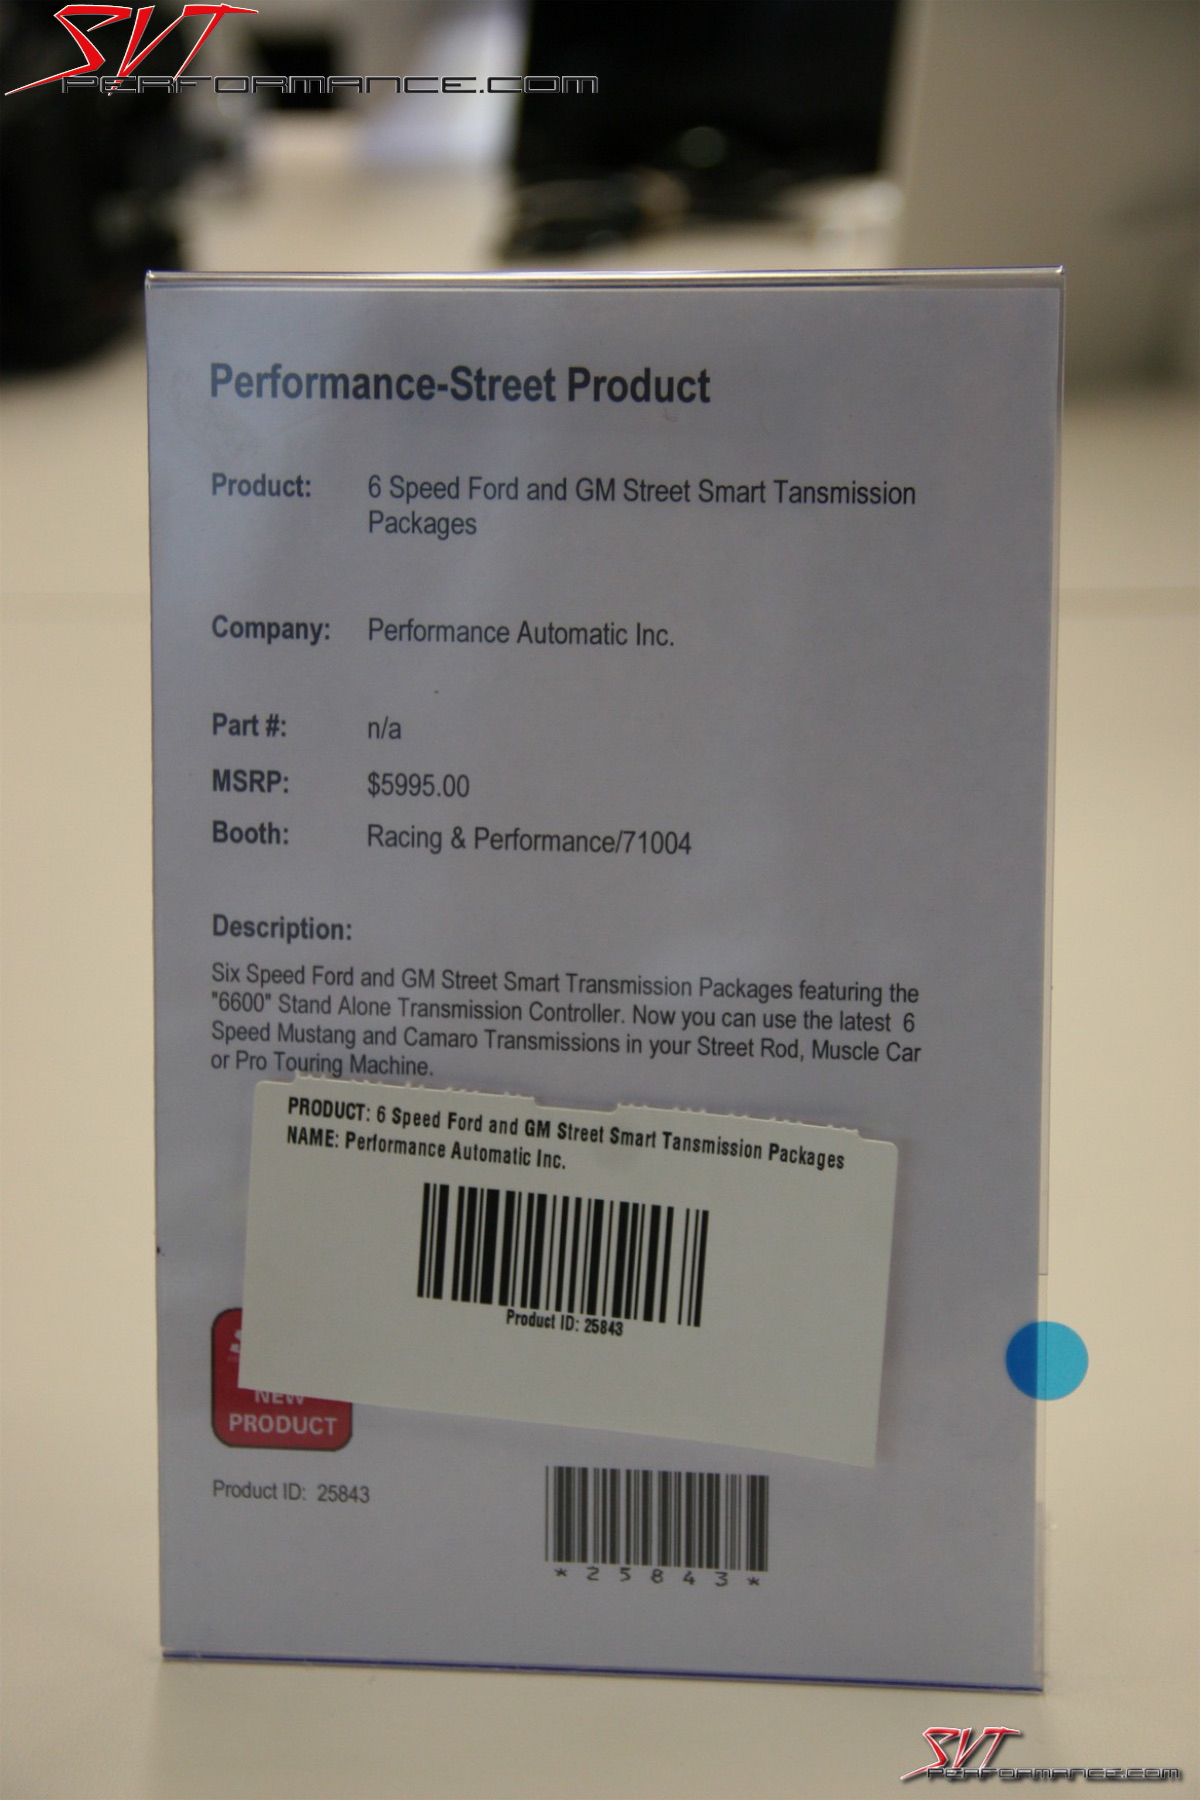 SVT
PERFORMANCE.COM
Performance-Street Product
Product: 6 Speed Ford and GM Street Smart Tansmission
Packages
Company: Performance Automatic Inc.
Part #: n/a
MSRP: $5995.00
Booth: Racing & Performance/71004
Description:
Six Speed Ford and GM Street Smart Transmission Packages featuring the
"6600" Stand Alone Transmission Controller. Now you can use the latest 6
Speed Mustang and Camaro Transmissions in your Street Rod, Muscle Car
or Pro Touring Machine.
PRODUCT: 6 Speed Ford and GM Street Smart Tansmission Packages
NAME: Performance Automatic Inc.
Product ID: 25843
NEW
PRODUCT
Product ID: 25843
*25843*
SVT
PERFORMANCE.COM